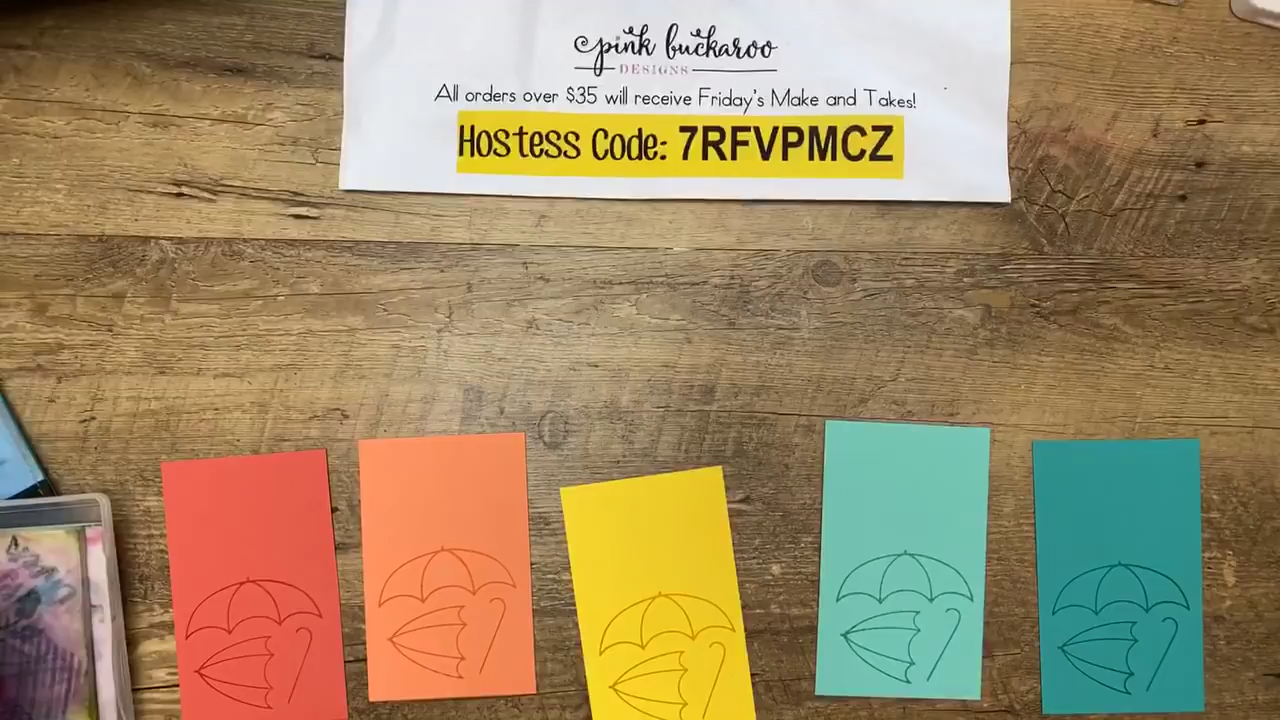 pink buckaroo
DESIGNS
All orders over $35 will receive Friday's Make and Takes!
Hostess Code: 7RFVPMCZ